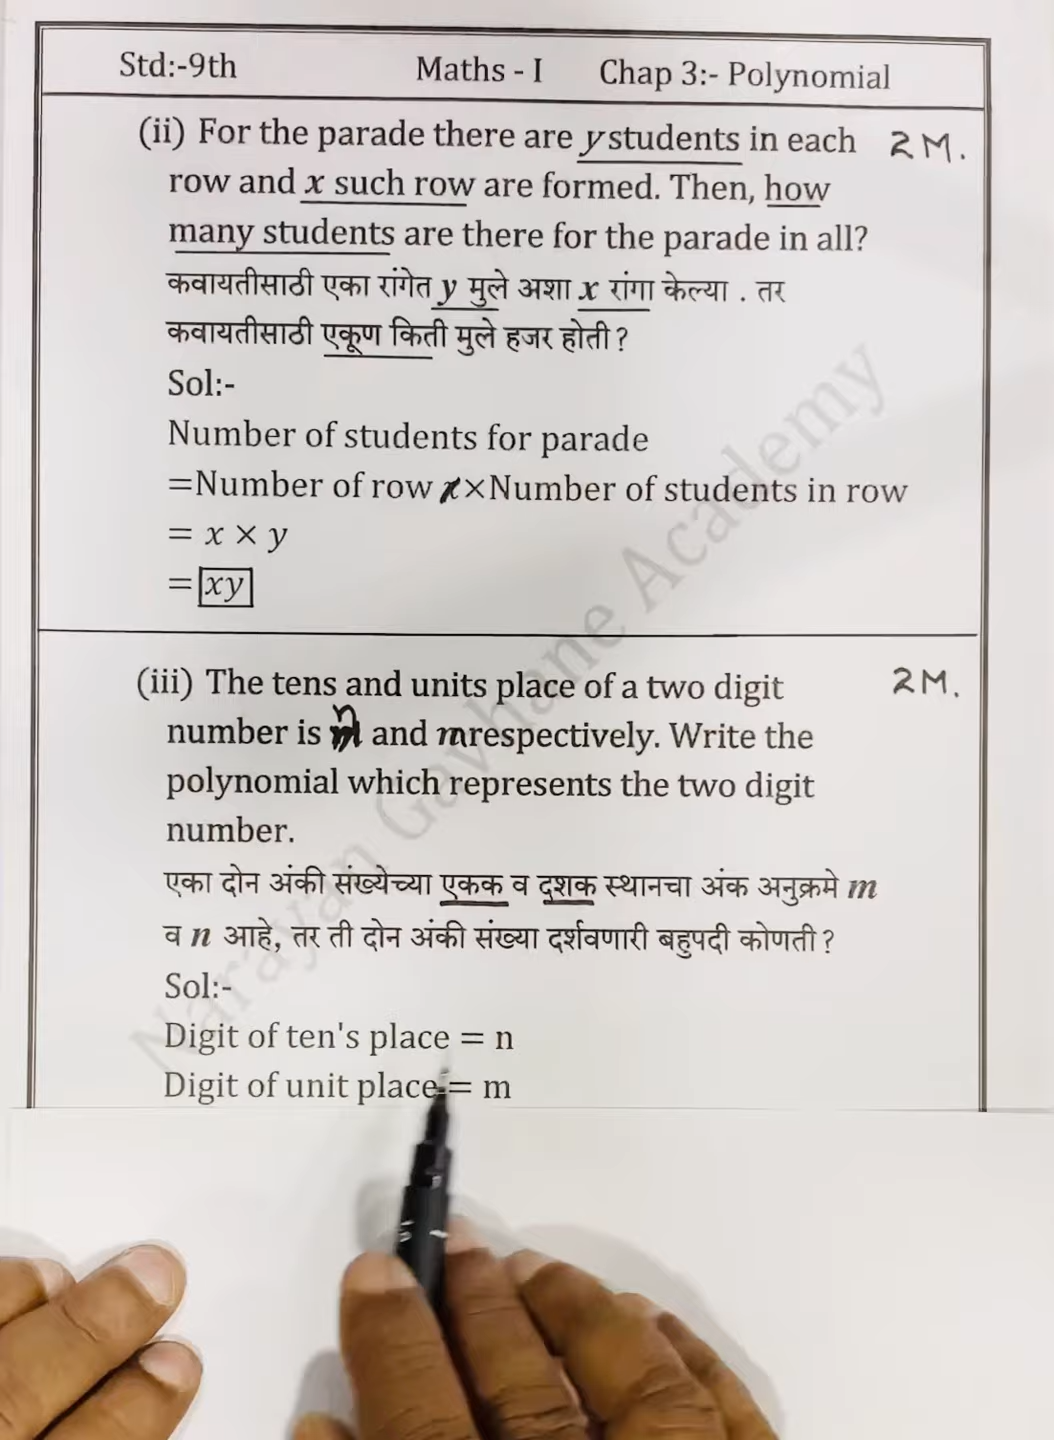 Std:-9th Maths - I Chap 3:- Polynomial
(ii) For the parade there are y students in each 2 M.
row and x such row are formed. Then, how
many students are there for the parade in all?
कवायतीसाठी एका रांगेत y मुले अशा x रांगा केल्या . तर
कवायतीसाठी एकूण किती मुले हजर होती ?
Sol:-
Number of students for parade
=Number of row x×Number of students in row
= x × y
= xy
(iii) The tens and units place of a two digit 2 M.
number is n and m respectively. Write the
polynomial which represents the two digit
number.
एका दोन अंकी संख्येच्या एकक व दशक स्थानचा अंक अनुक्रमे m
व n आहे, तर ती दोन अंकी संख्या दर्शवणारी बहुपदी कोणती ?
Sol:-
Digit of ten's place = n
Digit of unit place = m
Narayan Gavhane Academy